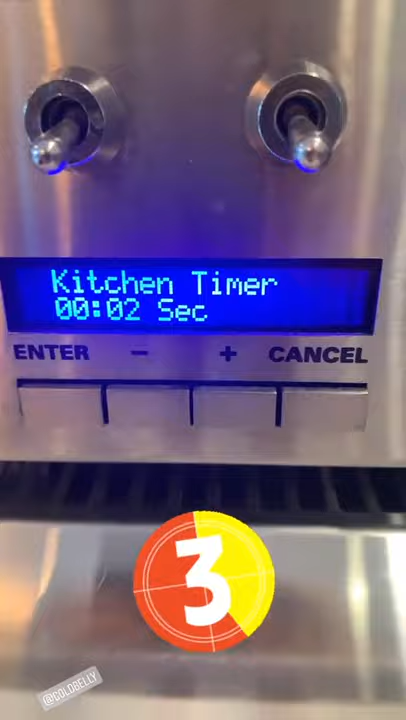 Kitchen Timer
00:02 Sec
ENTER - + CANCEL
3
@COLDBELLY